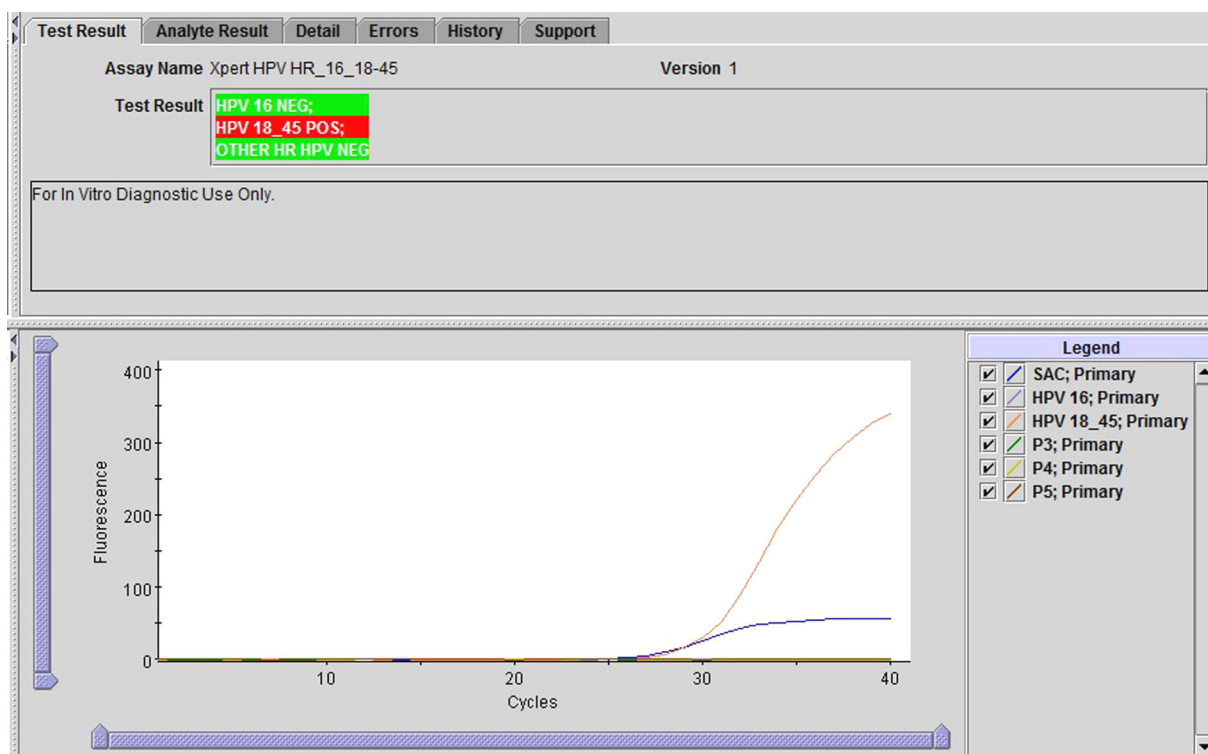 Test Result Analyte Result Detail Errors History Support
Assay Name Xpert HPV HR_16_18-45 Version 1
Test Result HPV 16 NEG;
HPV 18_45 POS;
OTHER HR HPV NEG
For In Vitro Diagnostic Use Only.
Legend
SAC; Primary
HPV 16; Primary
HPV 18_45; Primary
P3; Primary
P4; Primary
P5; Primary
Fluorescence
400
300
200
100
0
10 20 30 40
Cycles